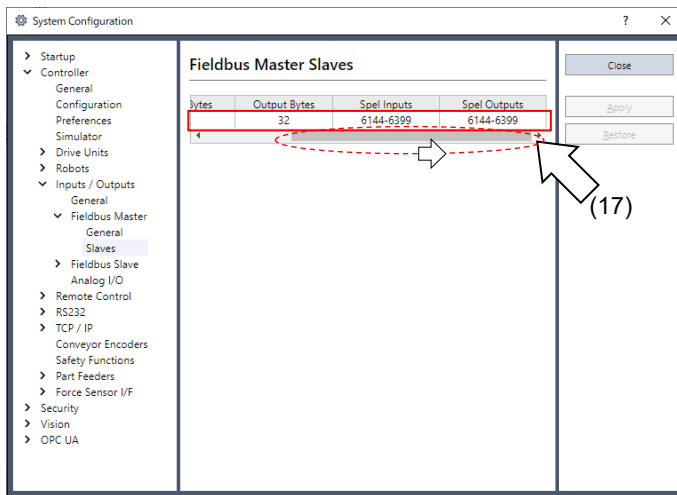 System Configuration
?
Startup
Controller
General
Configuration
Preferences
Simulator
Drive Units
Robots
Inputs / Outputs
General
Fieldbus Master
General
Slaves
Fieldbus Slave
Analog I/O
Remote Control
RS232
TCP / IP
Conveyor Encoders
Safety Functions
Part Feeders
Force Sensor I/F
Security
Vision
OPC UA
Fieldbus Master Slaves
Bytes Output Bytes Spel Inputs Spel Outputs
32 6144-6399 6144-6399
(17)
Close
Apply
Restore